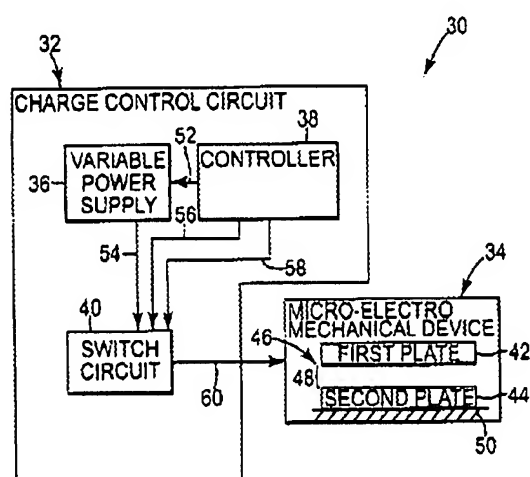 30
32
CHARGE CONTROL CIRCUIT
38
VARIABLE
POWER
SUPPLY
52
CONTROLLER
36
56
54
58
34
40
SWITCH
CIRCUIT
60
MICRO-ELECTRO
MECHANICAL DEVICE
46
FIRST PLATE
42
48
SECOND PLATE
44
50